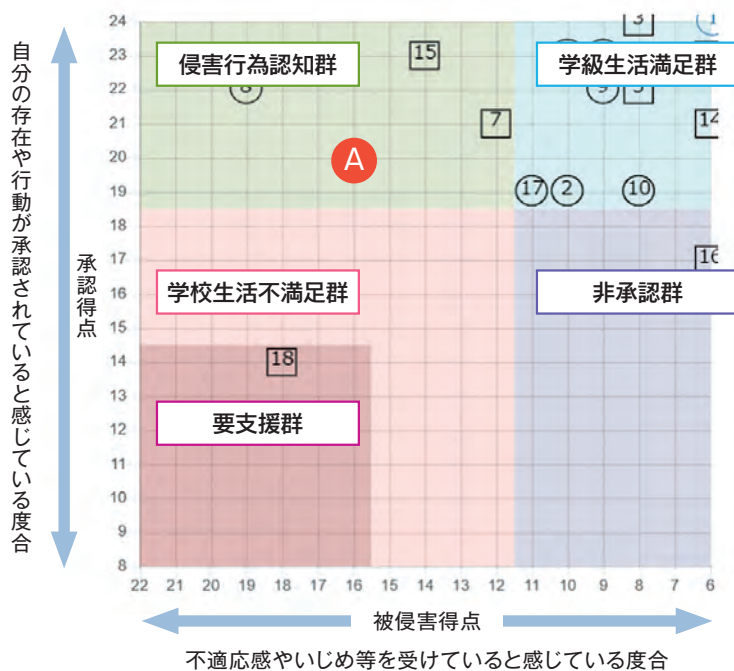 自分の存在や行動が承認されていると感じている度合
承認得点
24
23
22
21
20
19
18
17
16
15
14
13
12
11
10
9
8
侵害行為認知群
学級生活満足群
学校生活不満足群
非承認群
要支援群
3
1
15
8
9
7
14
A
17
2
10
16
18
22 21 20 19 18 17 16 15 14 13 12 11 10 9 8 7 6
被侵害得点
不適応感やいじめ等を受けていると感じている度合